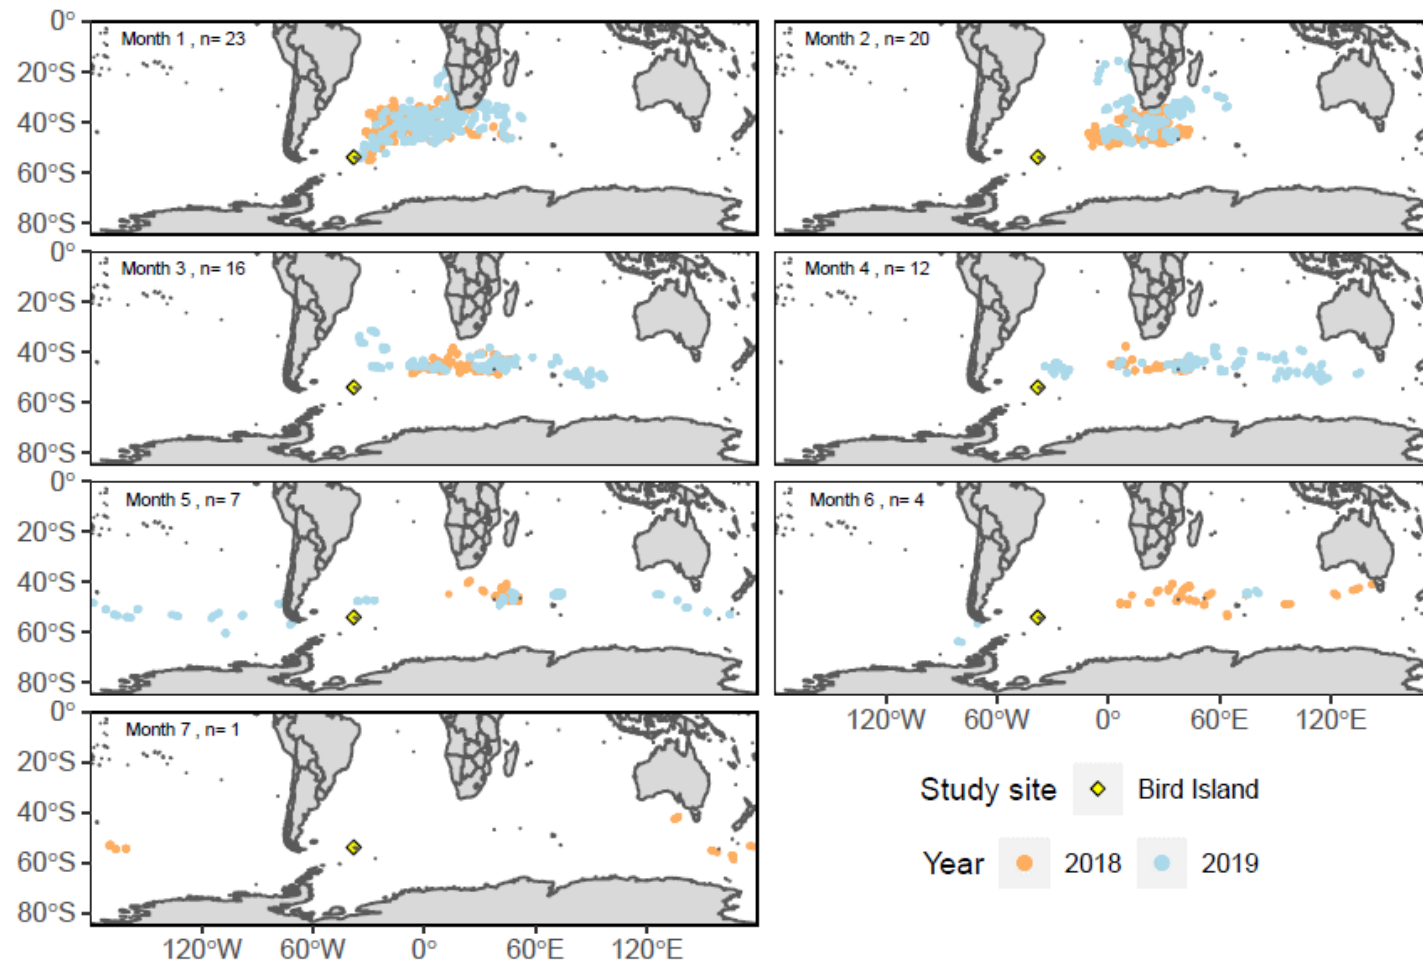 0°
20°S
40°S
60°S
80°S
Month 1 , n= 23
Month 2 , n= 20
0°
20°S
40°S
60°S
80°S
Month 3 , n= 16
Month 4 , n= 12
0°
20°S
40°S
60°S
80°S
Month 5 , n= 7
Month 6 , n= 4
120°W 60°W 0° 60°E 120°E
0°
20°S
40°S
60°S
80°S
Month 7 , n= 1
120°W 60°W 0° 60°E 120°E
Study site Bird Island
Year 2018 2019